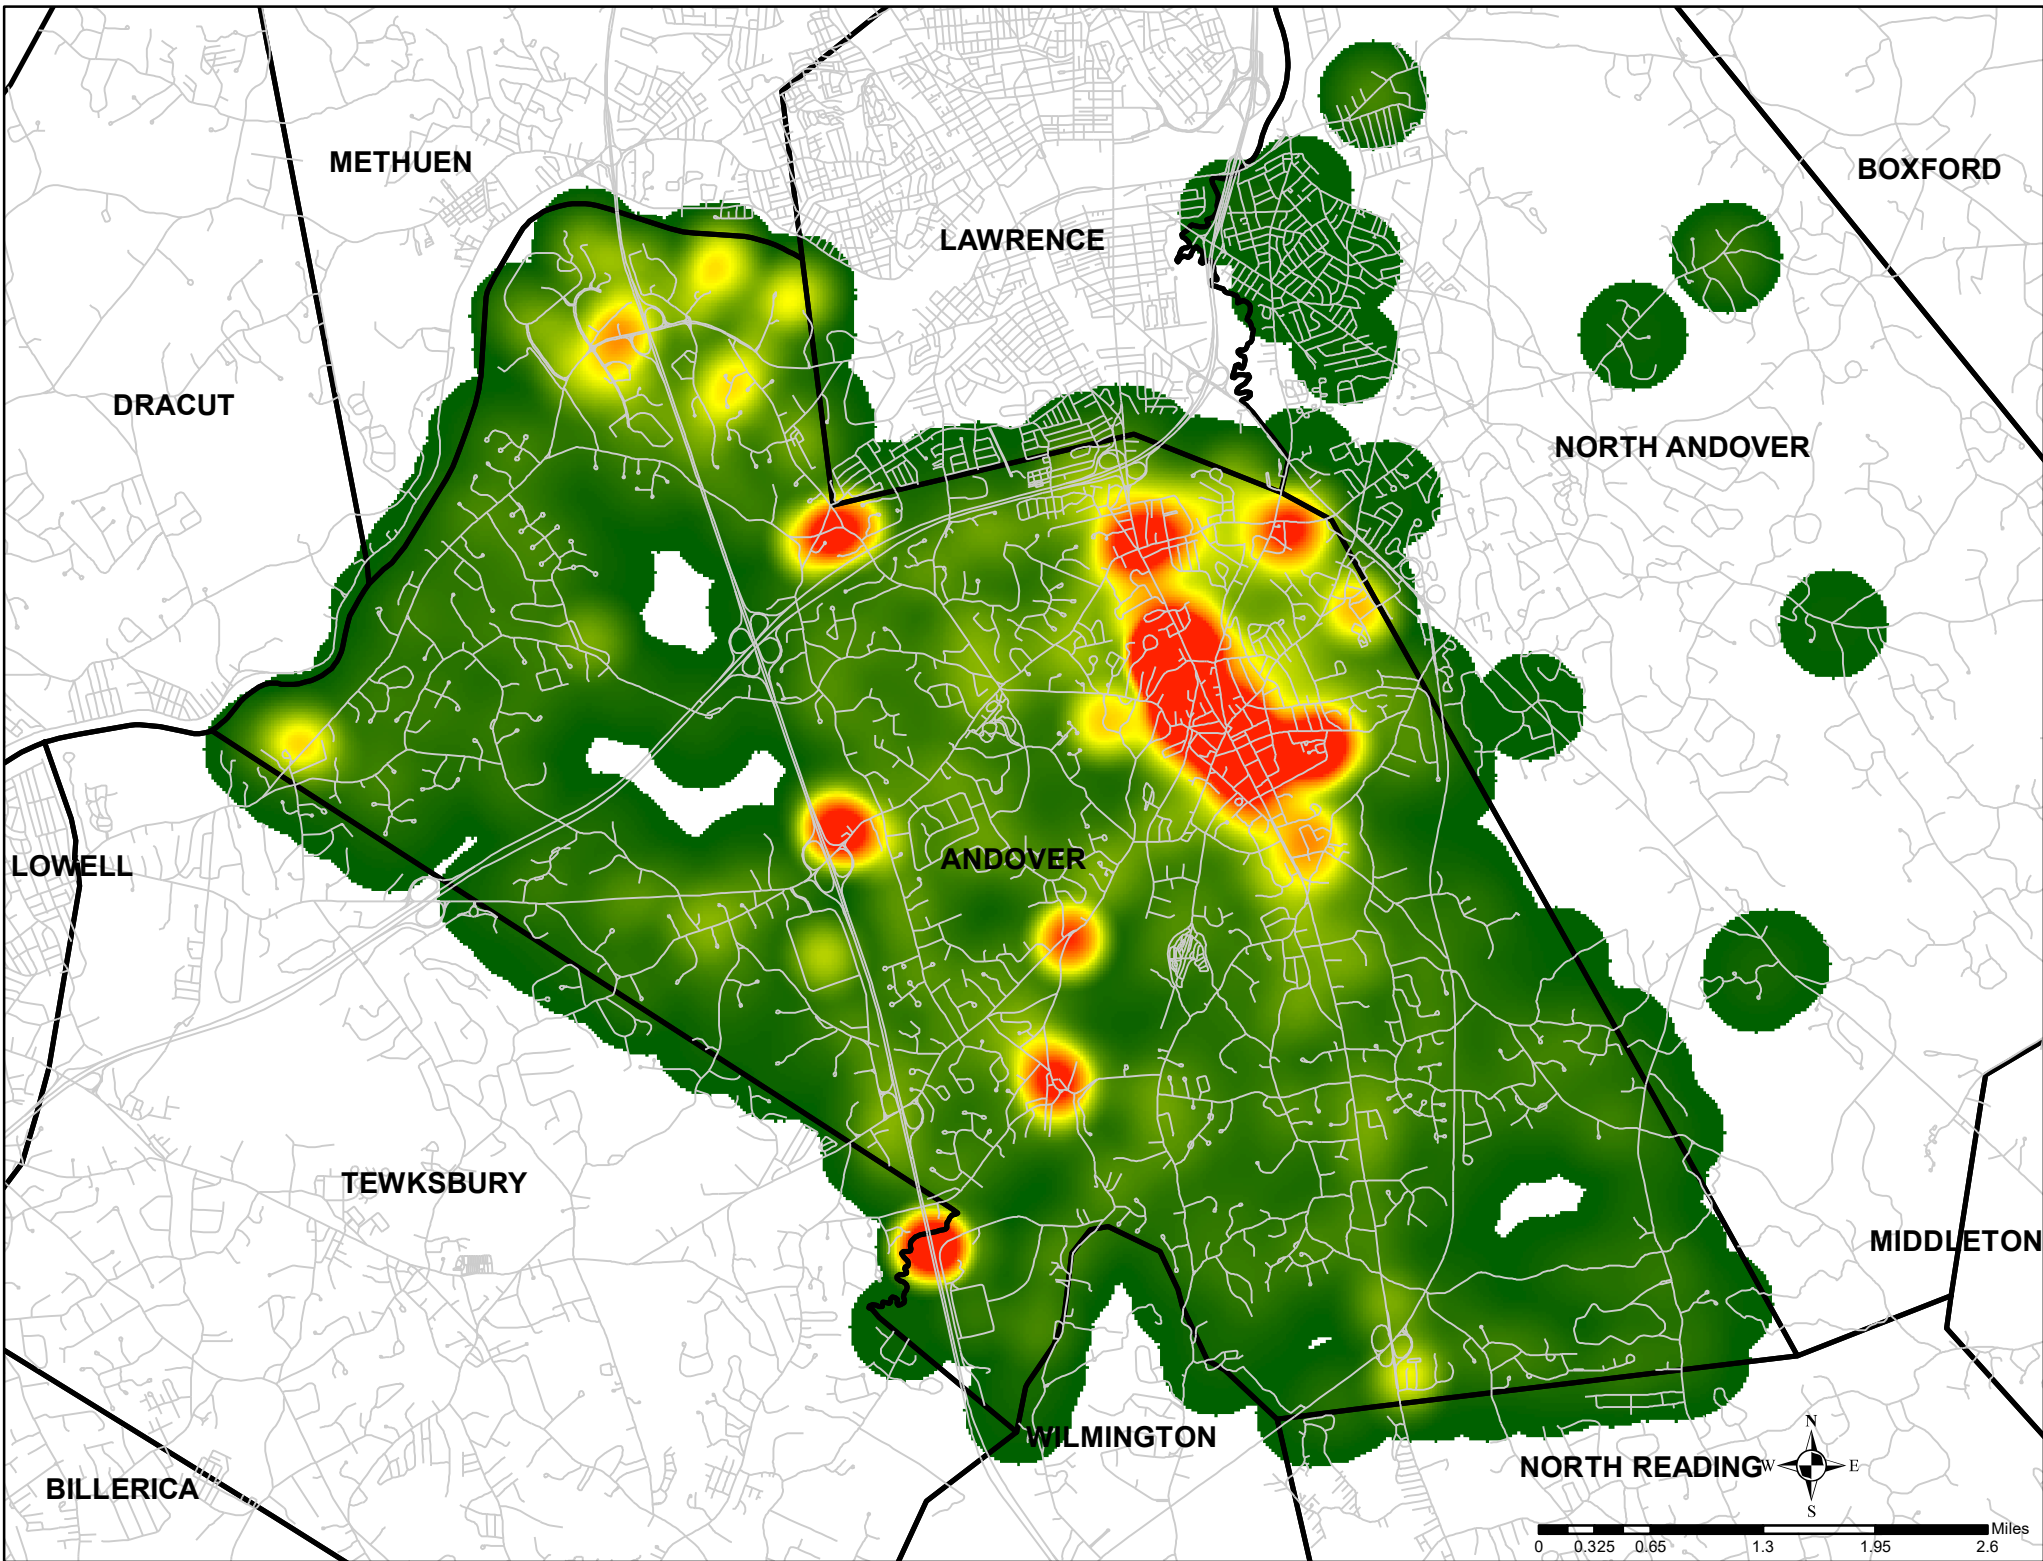 METHUEN
BOXFORD
LAWRENCE
DRACUT
NORTH ANDOVER
LOWELL
ANDOVER
TEWKSBURY
MIDDLETON
WILMINGTON
NORTH READING
BILLERICA
N
W E
S
Miles
0 0.325 0.65 1.3 1.95 2.6